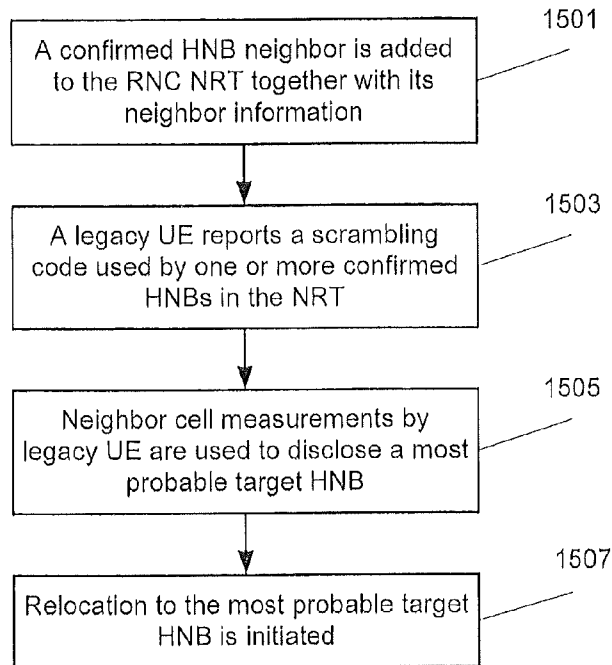 1501
A confirmed HNB neighbor is added
to the RNC NRT together with its
neighbor information
1503
A legacy UE reports a scrambling
code used by one or more confirmed
HNBs in the NRT
1505
Neighbor cell measurements by
legacy UE are used to disclose a most
probable target HNB
1507
Relocation to the most probable target
HNB is initiated